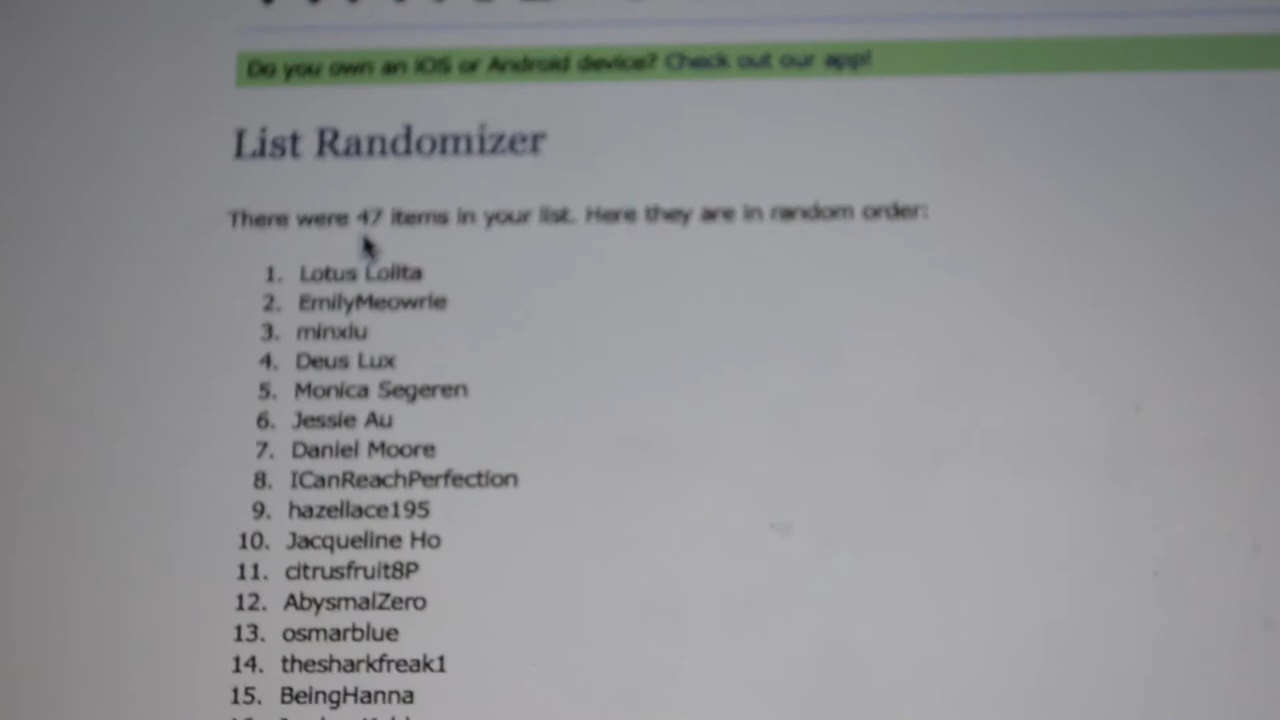 Do you own an iOS or Android device? Check out our app!
List Randomizer
There were 47 items in your list. Here they are in random order:
1. Lotus Lolita
2. EmilyMeowrie
3. minxiu
4. Deus Lux
5. Monica Segeren
6. Jessie Au
7. Daniel Moore
8. ICanReachPerfection
9. hazellace195
10. Jacqueline Ho
11. citrusfruit8P
12. AbysmalZero
13. osmarblue
14. thesharkfreak1
15. BeingHanna